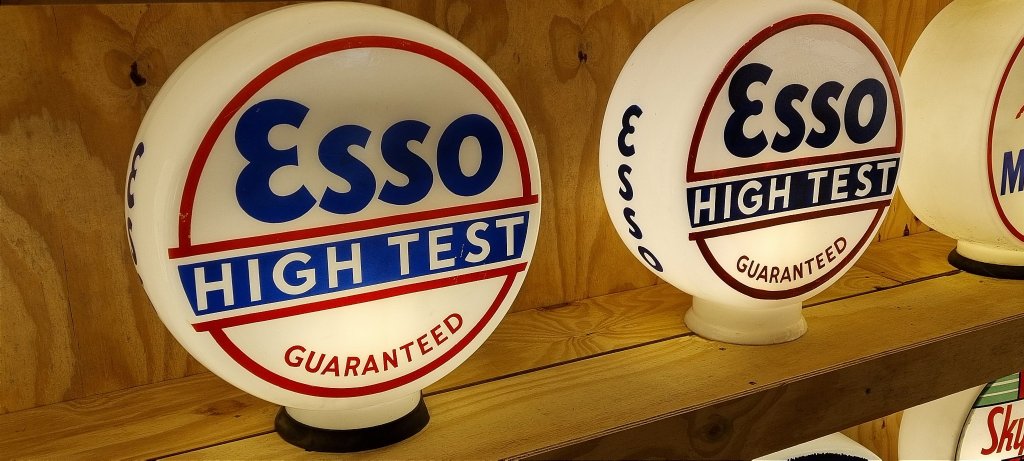 Esso
HIGH TEST
GUARANTEED
ESSO
Esso
HIGH TEST
GUARANTEED